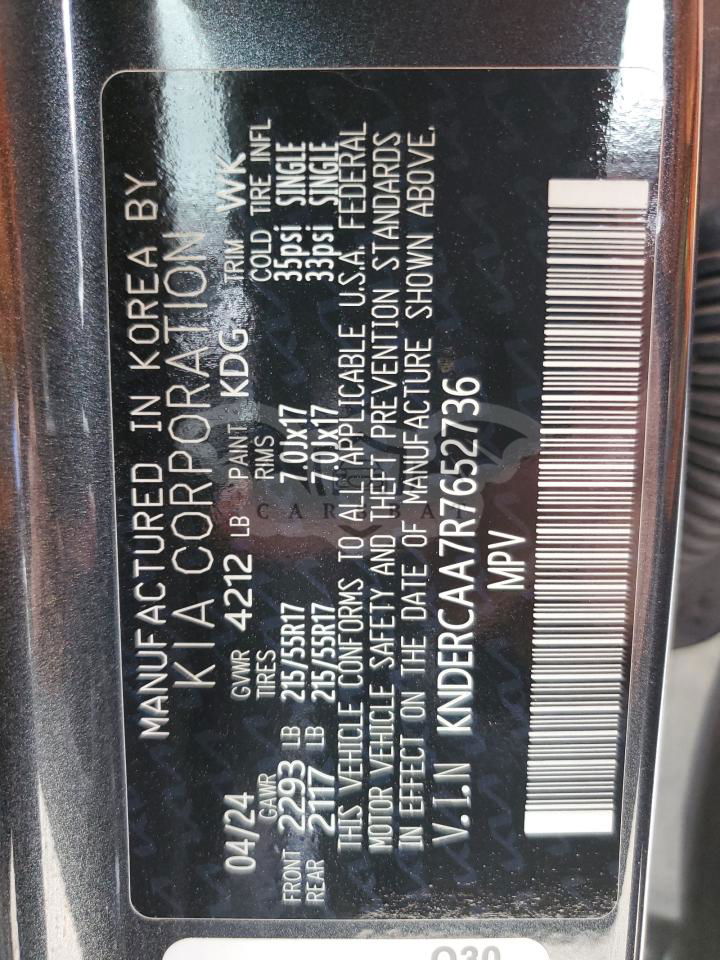 MANUFACTURED IN KOREA BY
KIA CORPORATION
04/24 GVWR 4212 LB PAINT KDG TRIM WK
GAWR TIRES RIMS COLD TIRE INFL
FRONT 2293 LB 215/55R17 7.0Jx17 35psi SINGLE
REAR 2117 LB 215/55R17 7.0Jx17 33psi SINGLE
THIS VEHICLE CONFORMS TO ALL APPLICABLE U.S.A. FEDERAL
MOTOR VEHICLE SAFETY AND THEFT PREVENTION STANDARDS
IN EFFECT ON THE DATE OF MANUFACTURE SHOWN ABOVE.
V.I.N KNDERCAA7R7652736
MPV